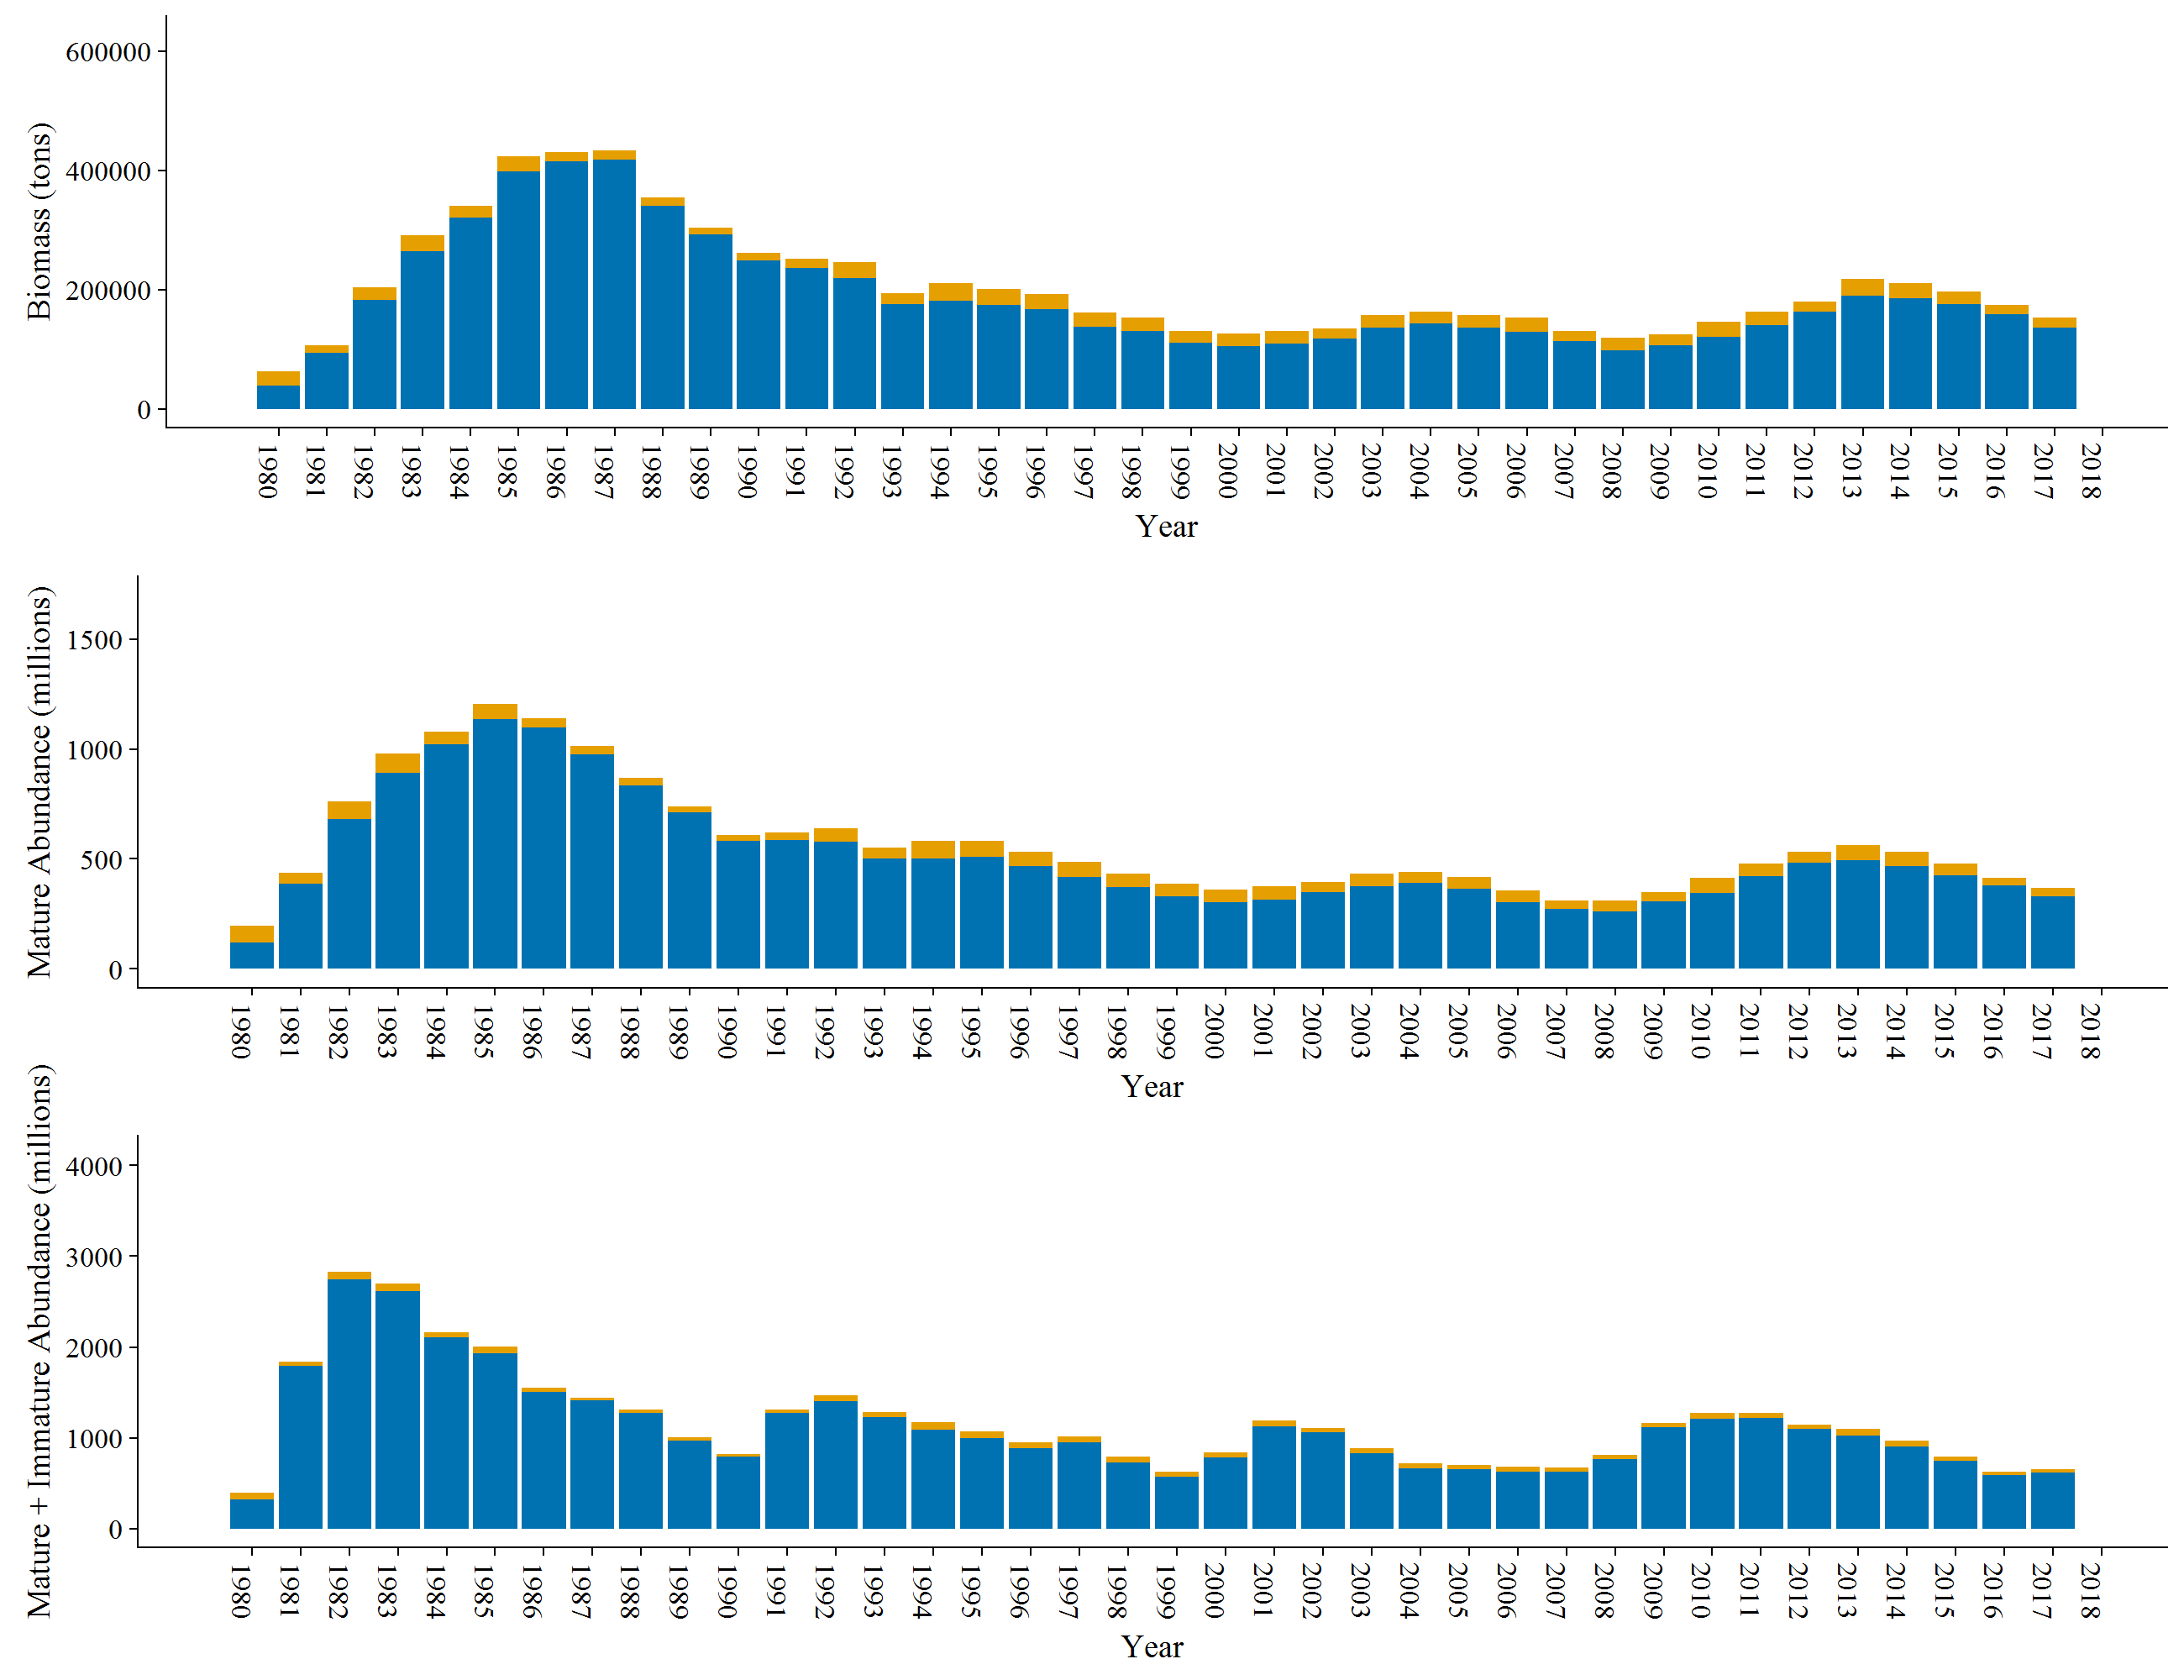 Biomass (tons)
600000
400000
200000
0
1980 1981 1982 1983 1984 1985 1986 1987 1988 1989 1990 1991 1992 1993 1994 1995 1996 1997 1998 1999 2000 2001 2002 2003 2004 2005 2006 2007 2008 2009 2010 2011 2012 2013 2014 2015 2016 2017 2018
Year
Mature Abundance (millions)
1500
1000
500
0
1980 1981 1982 1983 1984 1985 1986 1987 1988 1989 1990 1991 1992 1993 1994 1995 1996 1997 1998 1999 2000 2001 2002 2003 2004 2005 2006 2007 2008 2009 2010 2011 2012 2013 2014 2015 2016 2017 2018
Year
Mature + Immature Abundance (millions)
4000
3000
2000
1000
0
1980 1981 1982 1983 1984 1985 1986 1987 1988 1989 1990 1991 1992 1993 1994 1995 1996 1997 1998 1999 2000 2001 2002 2003 2004 2005 2006 2007 2008 2009 2010 2011 2012 2013 2014 2015 2016 2017 2018
Year